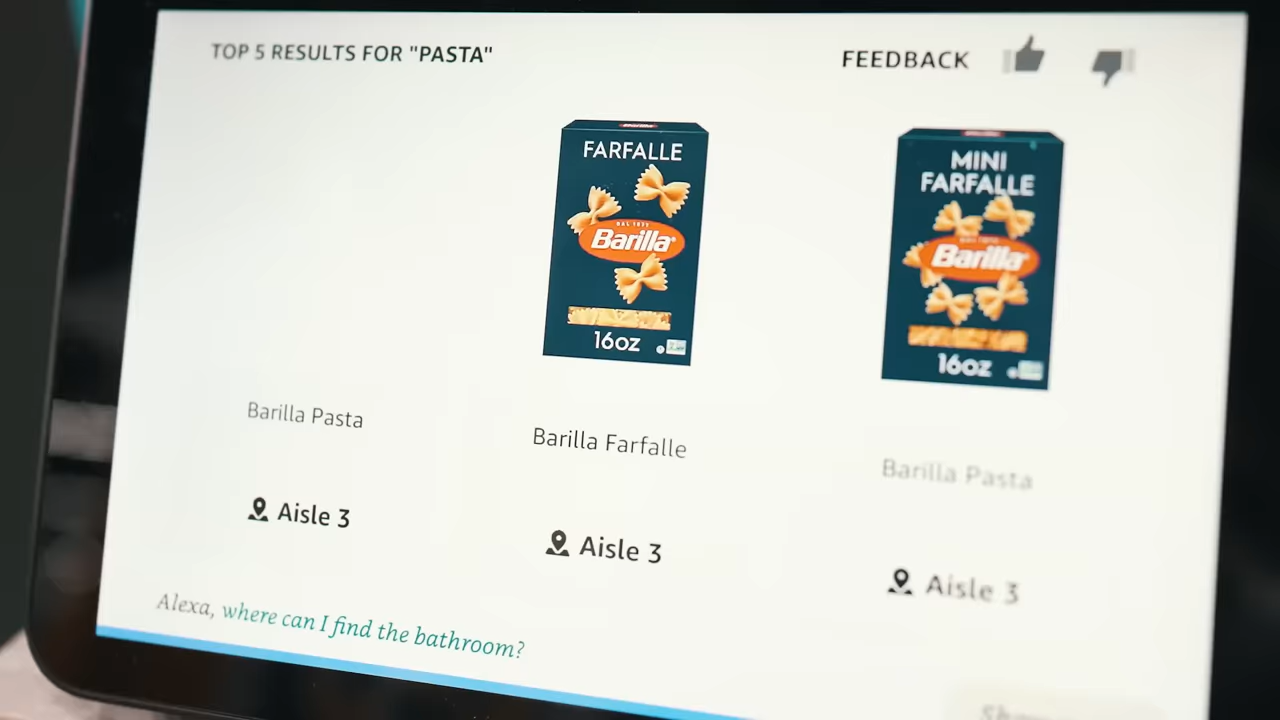 TOP 5 RESULTS FOR "PASTA"
FEEDBACK
FARFALLE
Barilla
16oz
MINI
FARFALLE
Barilla
16oz
Barilla Pasta
Barilla Farfalle
Barilla Pasta
Aisle 3
Aisle 3
Aisle 3
Alexa, where can I find the bathroom?